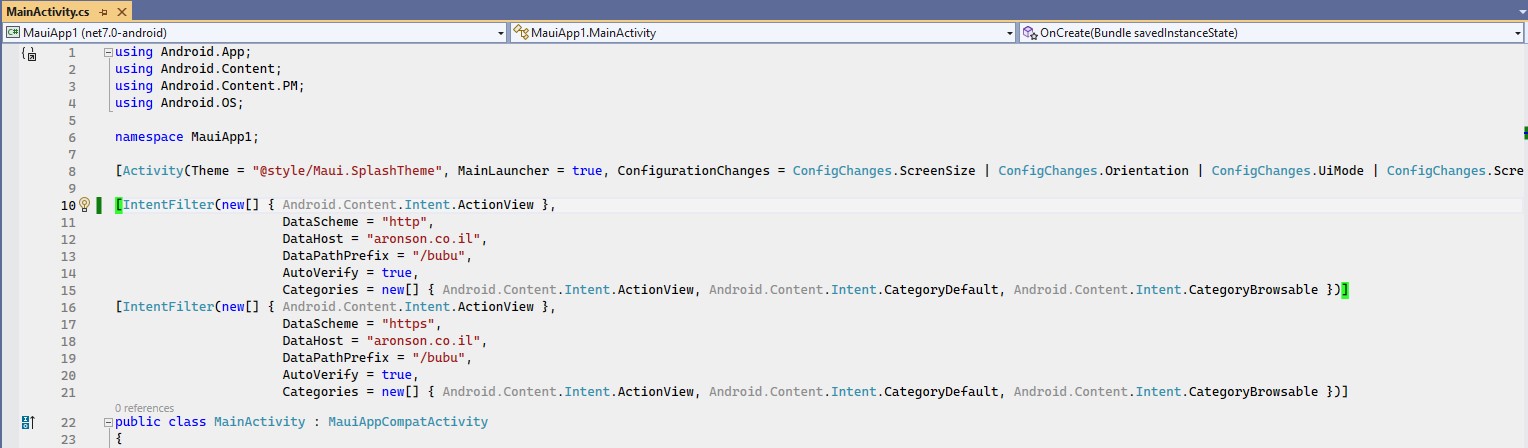 MainActivity.cs
MauiApp1 (net7.0-android) MauiApp1.MainActivity OnCreate(Bundle savedInstanceState)
1 using Android.App;
2 using Android.Content;
3 using Android.Content.PM;
4 using Android.OS;
5
6 namespace MauiApp1;
7
8 [Activity(Theme = "@style/Maui.SplashTheme", MainLauncher = true, ConfigurationChanges = ConfigChanges.ScreenSize | ConfigChanges.Orientation | ConfigChanges.UiMode | ConfigChanges.Scre
9
10 [IntentFilter(new[] { Android.Content.Intent.ActionView },
11 DataScheme = "http",
12 DataHost = "aronson.co.il",
13 DataPathPrefix = "/bubu",
14 AutoVerify = true,
15 Categories = new[] { Android.Content.Intent.ActionView, Android.Content.Intent.CategoryDefault, Android.Content.Intent.CategoryBrowsable })]
16 [IntentFilter(new[] { Android.Content.Intent.ActionView },
17 DataScheme = "https",
18 DataHost = "aronson.co.il",
19 DataPathPrefix = "/bubu",
20 AutoVerify = true,
21 Categories = new[] { Android.Content.Intent.ActionView, Android.Content.Intent.CategoryDefault, Android.Content.Intent.CategoryBrowsable })]
0 references
22 public class MainActivity : MauiAppCompatActivity
23 {